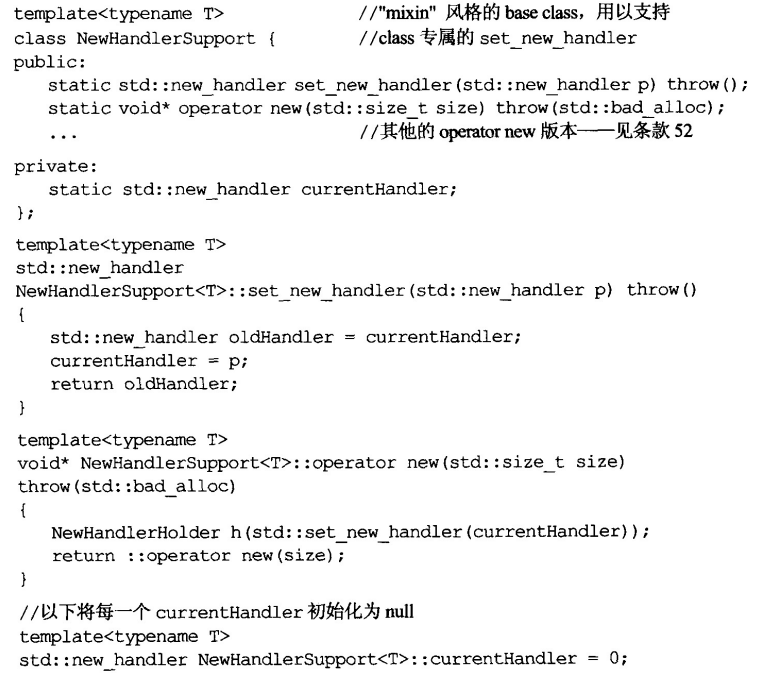 template<typename T>                //"mixin" 风格的 base class，用以支持
class NewHandlerSupport {           //class 专属的 set_new_handler
public:
   static std::new_handler set_new_handler(std::new_handler p) throw();
   static void* operator new(std::size_t size) throw(std::bad_alloc);
   ...                              //其他的 operator new 版本——见条款 52
private:
   static std::new_handler currentHandler;
};
template<typename T>
std::new_handler
NewHandlerSupport<T>::set_new_handler(std::new_handler p) throw()
{
   std::new_handler oldHandler = currentHandler;
   currentHandler = p;
   return oldHandler;
}
template<typename T>
void* NewHandlerSupport<T>::operator new(std::size_t size)
throw(std::bad_alloc)
{
   NewHandlerHolder h(std::set_new_handler(currentHandler));
   return ::operator new(size);
}
//以下将每一个 currentHandler 初始化为 null
template<typename T>
std::new_handler NewHandlerSupport<T>::currentHandler = 0;